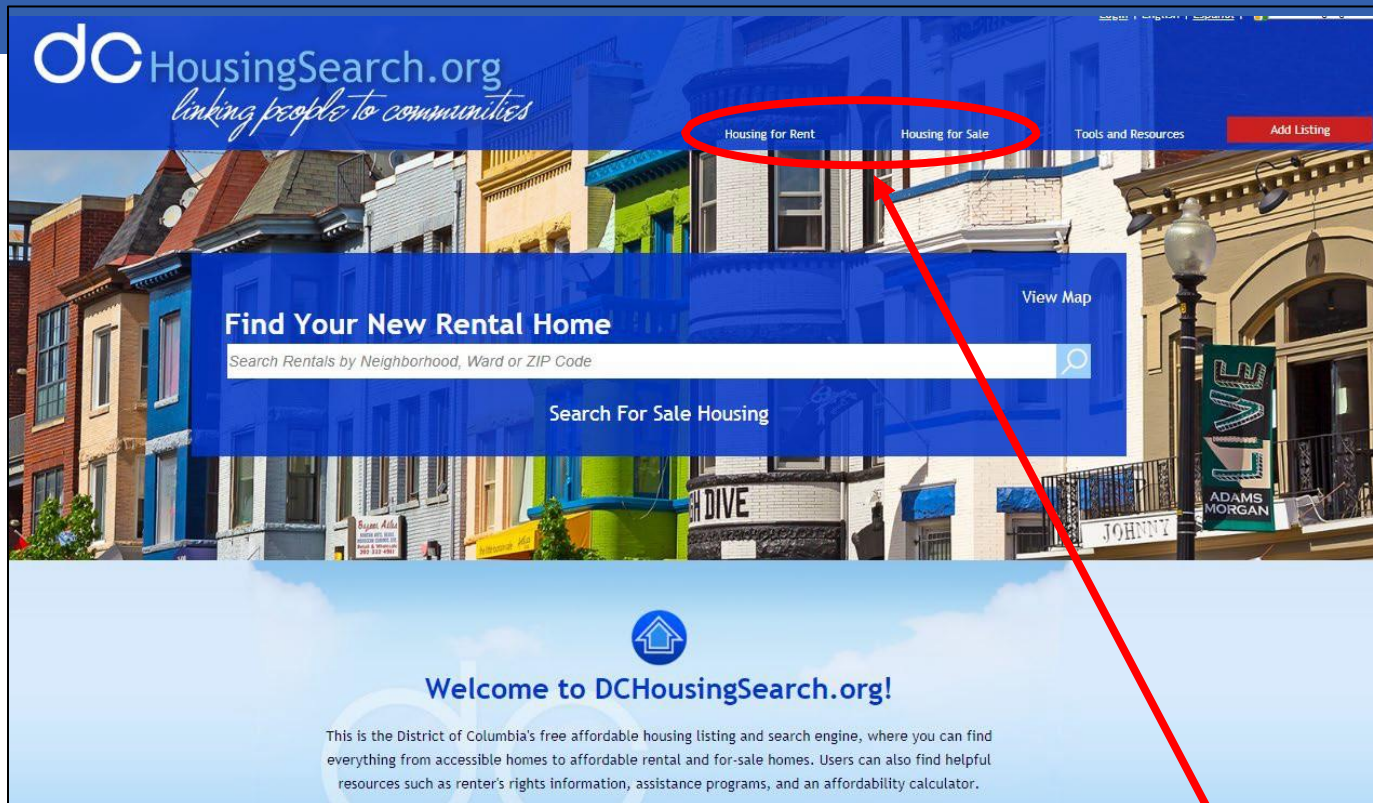 Login | English | Español |
dc HousingSearch.org
linking people to communities
Housing for Rent Housing for Sale Tools and Resources Add Listing
View Map
Find Your New Rental Home
Search Rentals by Neighborhood, Ward or ZIP Code
Search For Sale Housing
LIVE
ADAMS
MORGAN
DIVE
JOHNNY
Welcome to DCHousingSearch.org!
This is the District of Columbia's free affordable housing listing and search engine, where you can find
everything from accessible homes to affordable rental and for-sale homes. Users can also find helpful
resources such as renter's rights information, assistance programs, and an affordability calculator.